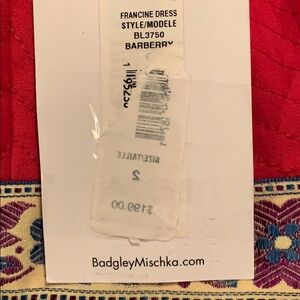 FRANCINE DRESS
STYLE/MODELE
BL3750
BARBERRY
SIZE/TAILLE
2
$199.00
BadgleyMischka.com